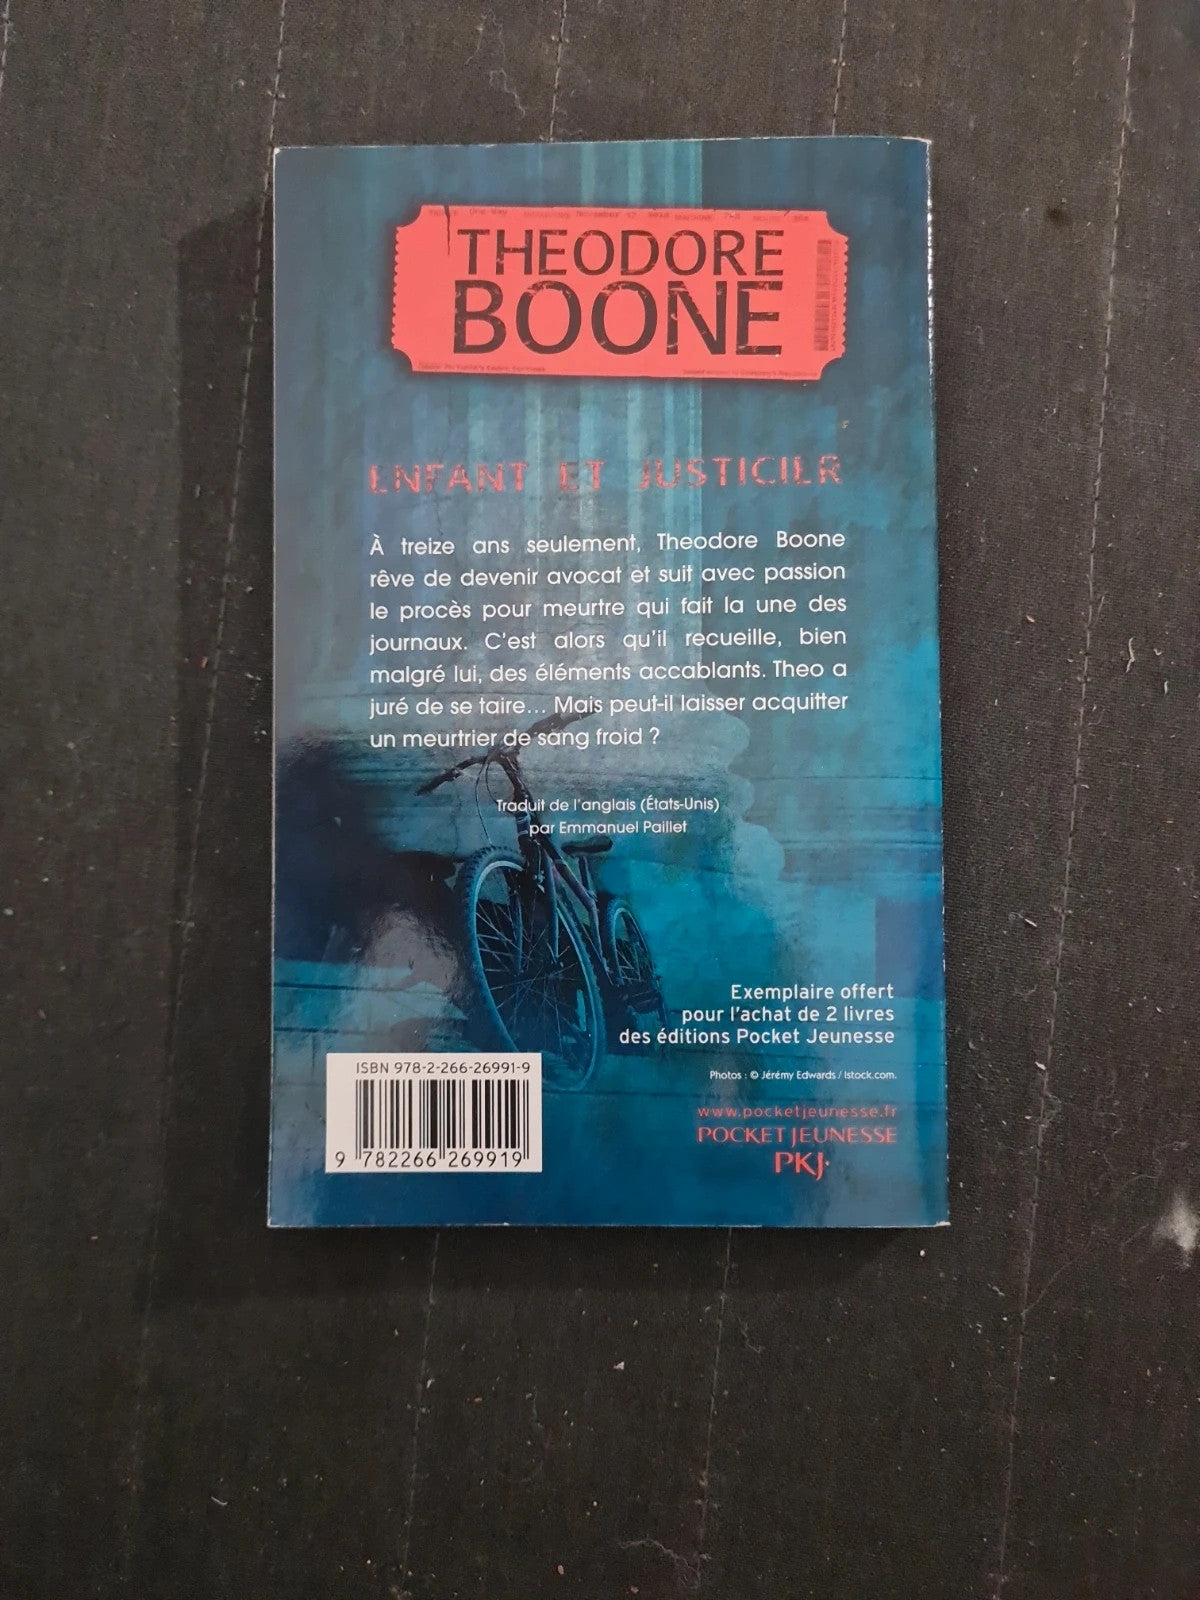 THEODORE
BOONE
ENFANT ET JUSTICIER
À treize ans seulement, Theodore Boone
rêve de devenir avocat et suit avec passion
le procès pour meurtre qui fait la une des
journaux. C'est alors qu'il recueille, bien
malgré lui, des éléments accablants. Theo a
juré de se taire... Mais peut-il laisser acquitter
un meurtrier de sang froid ?
Traduit de l'anglais (États-Unis)
par Emmanuel Paillet
Exemplaire offert
pour l'achat de 2 livres
des éditions Pocket Jeunesse
Photos : © Jérémy Edwards / Istock.com.
ISBN 978-2-266-26991-9
9 782266 269919
www.pocketjeunesse.fr
POCKET JEUNESSE
PKJ·